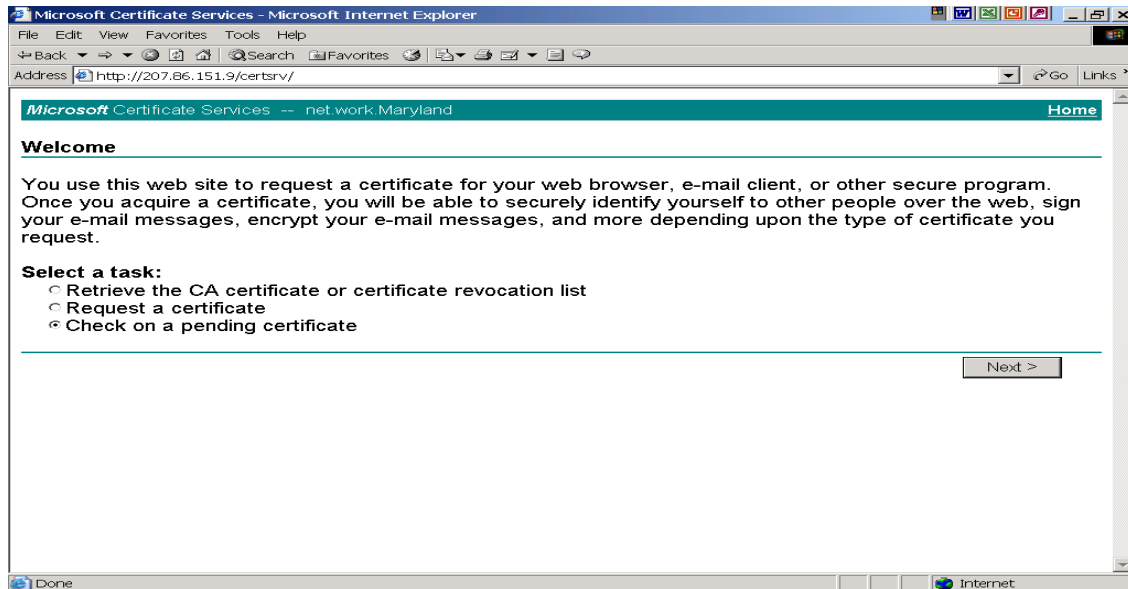 Microsoft Certificate Services - Microsoft Internet Explorer
File Edit View Favorites Tools Help
Back Search Favorites
Address http://207.86.151.9/certsrv/ Go Links
Microsoft Certificate Services -- net.work.Maryland Home
Welcome
You use this web site to request a certificate for your web browser, e-mail client, or other secure program.
Once you acquire a certificate, you will be able to securely identify yourself to other people over the web, sign
your e-mail messages, encrypt your e-mail messages, and more depending upon the type of certificate you
request.
Select a task:
Retrieve the CA certificate or certificate revocation list
Request a certificate
Check on a pending certificate
Next >
Done Internet